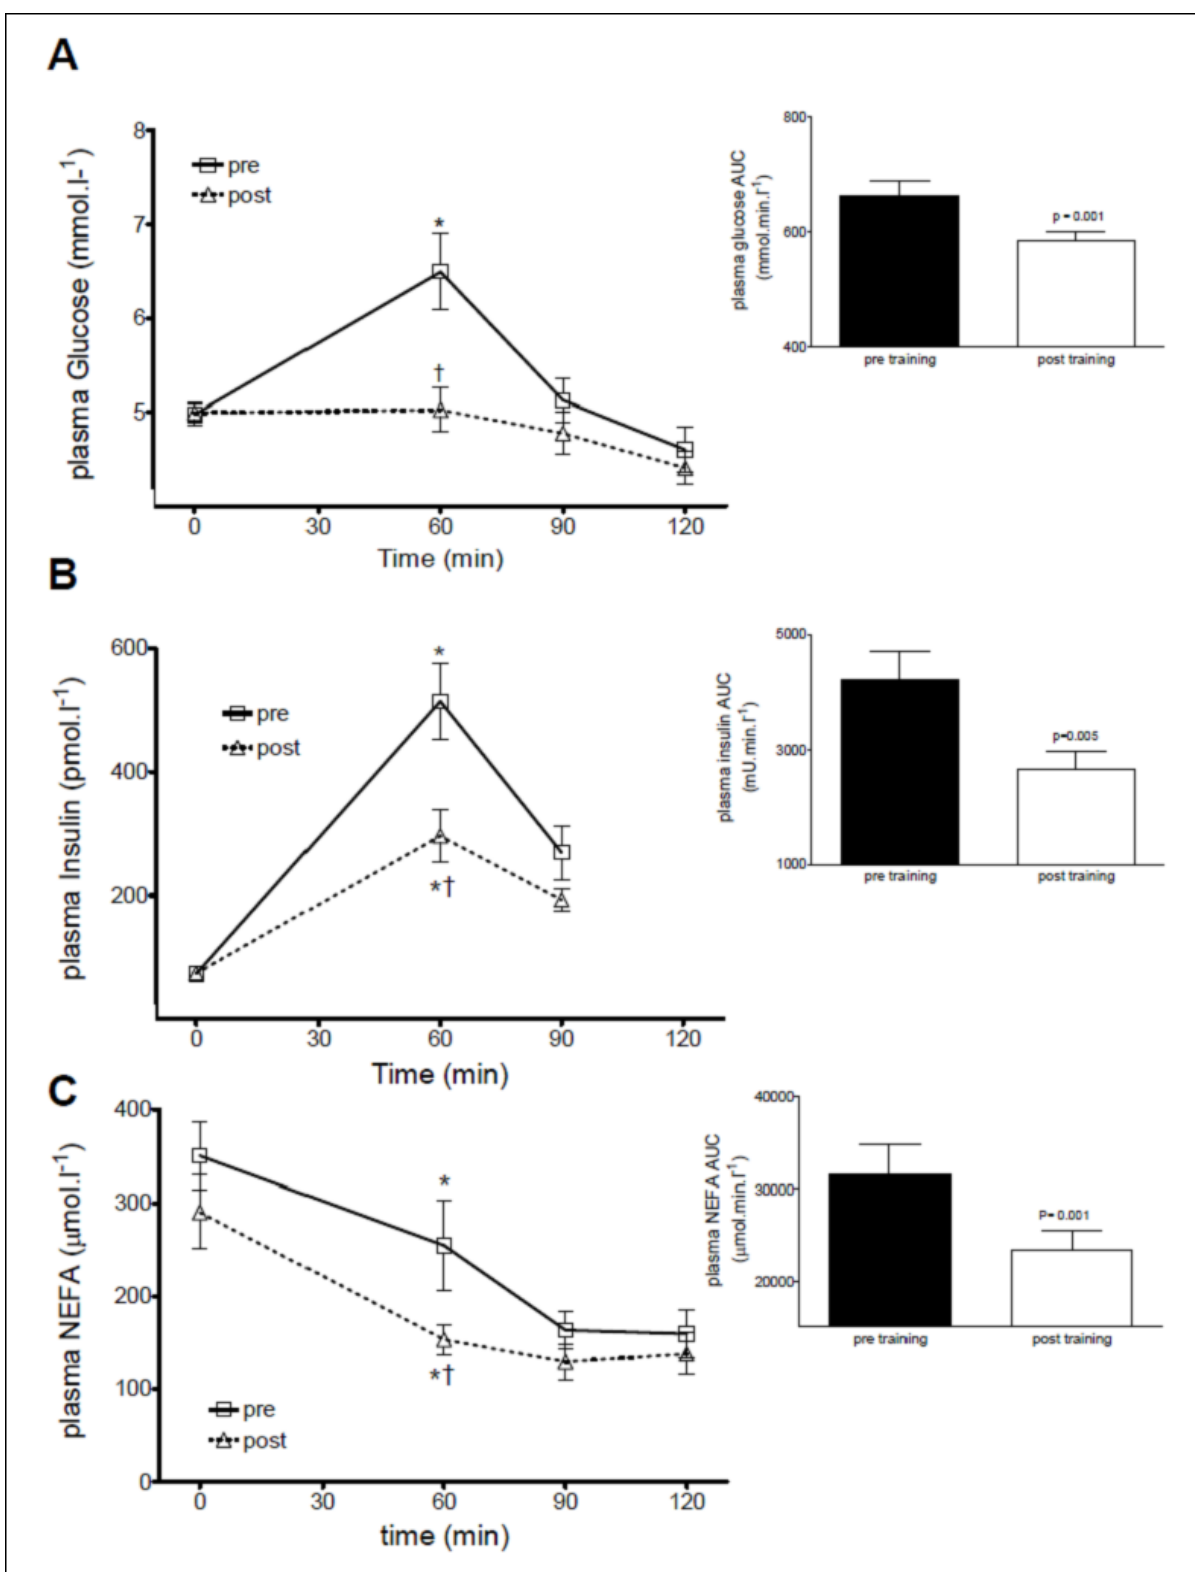 A
plasma Glucose (mmol.l-¹)
8
7
6
5
pre
post
*
†
0 30 60 90 120
Time (min)
plasma glucose AUC
(mmol.min.l⁻¹)
800
600
400
p = 0.001
pre training post training
B
plasma Insulin (pmol.l⁻¹)
600
400
200
pre
post
*
*†
0 30 60 90 120
Time (min)
plasma insulin AUC
(mU.min.l⁻¹)
5000
3000
1000
p=0.005
pre training post training
C
plasma NEFA (μmol.l⁻¹)
400
300
200
100
0
*
*†
pre
post
0 30 60 90 120
time (min)
plasma NEFA AUC
(μmol.min.l⁻¹)
40000
30000
20000
P= 0.001
pre training post training